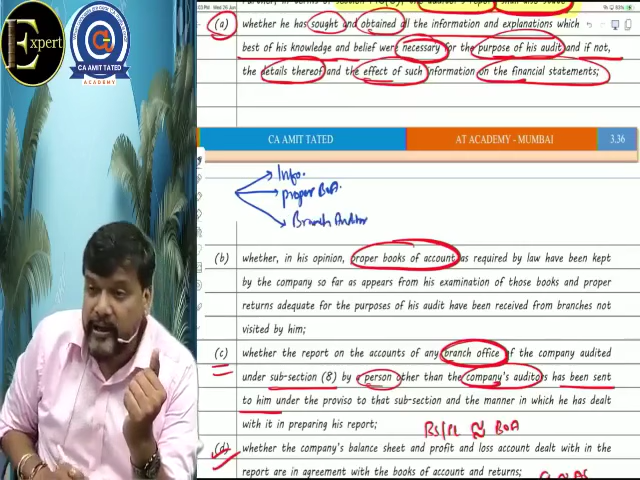 Expert
CA AMIT TATED
ACADEMY
(a) whether he has sought and obtained all the information and explanations which
best of his knowledge and belief were necessary for the purpose of his audit and if not,
the details thereof and the effect of such information on the financial statements;
CA AMIT TATED AT ACADEMY - MUMBAI 3.36
Info.
Proper BoA.
Branch Auditor
(b) whether, in his opinion, proper books of account as required by law have been kept
by the company so far as appears from his examination of those books and proper
returns adequate for the purposes of his audit have been received from branches not
visited by him;
(c) whether the report on the accounts of any branch office of the company audited
under sub-section (8) by a person other than the company's auditors has been sent
to him under the proviso to that sub-section and the manner in which he has dealt
with it in preparing his report;
BS/PL ≈ BoA
(d) whether the company's balance sheet and profit and loss account dealt with in the
report are in agreement with the books of account and returns;